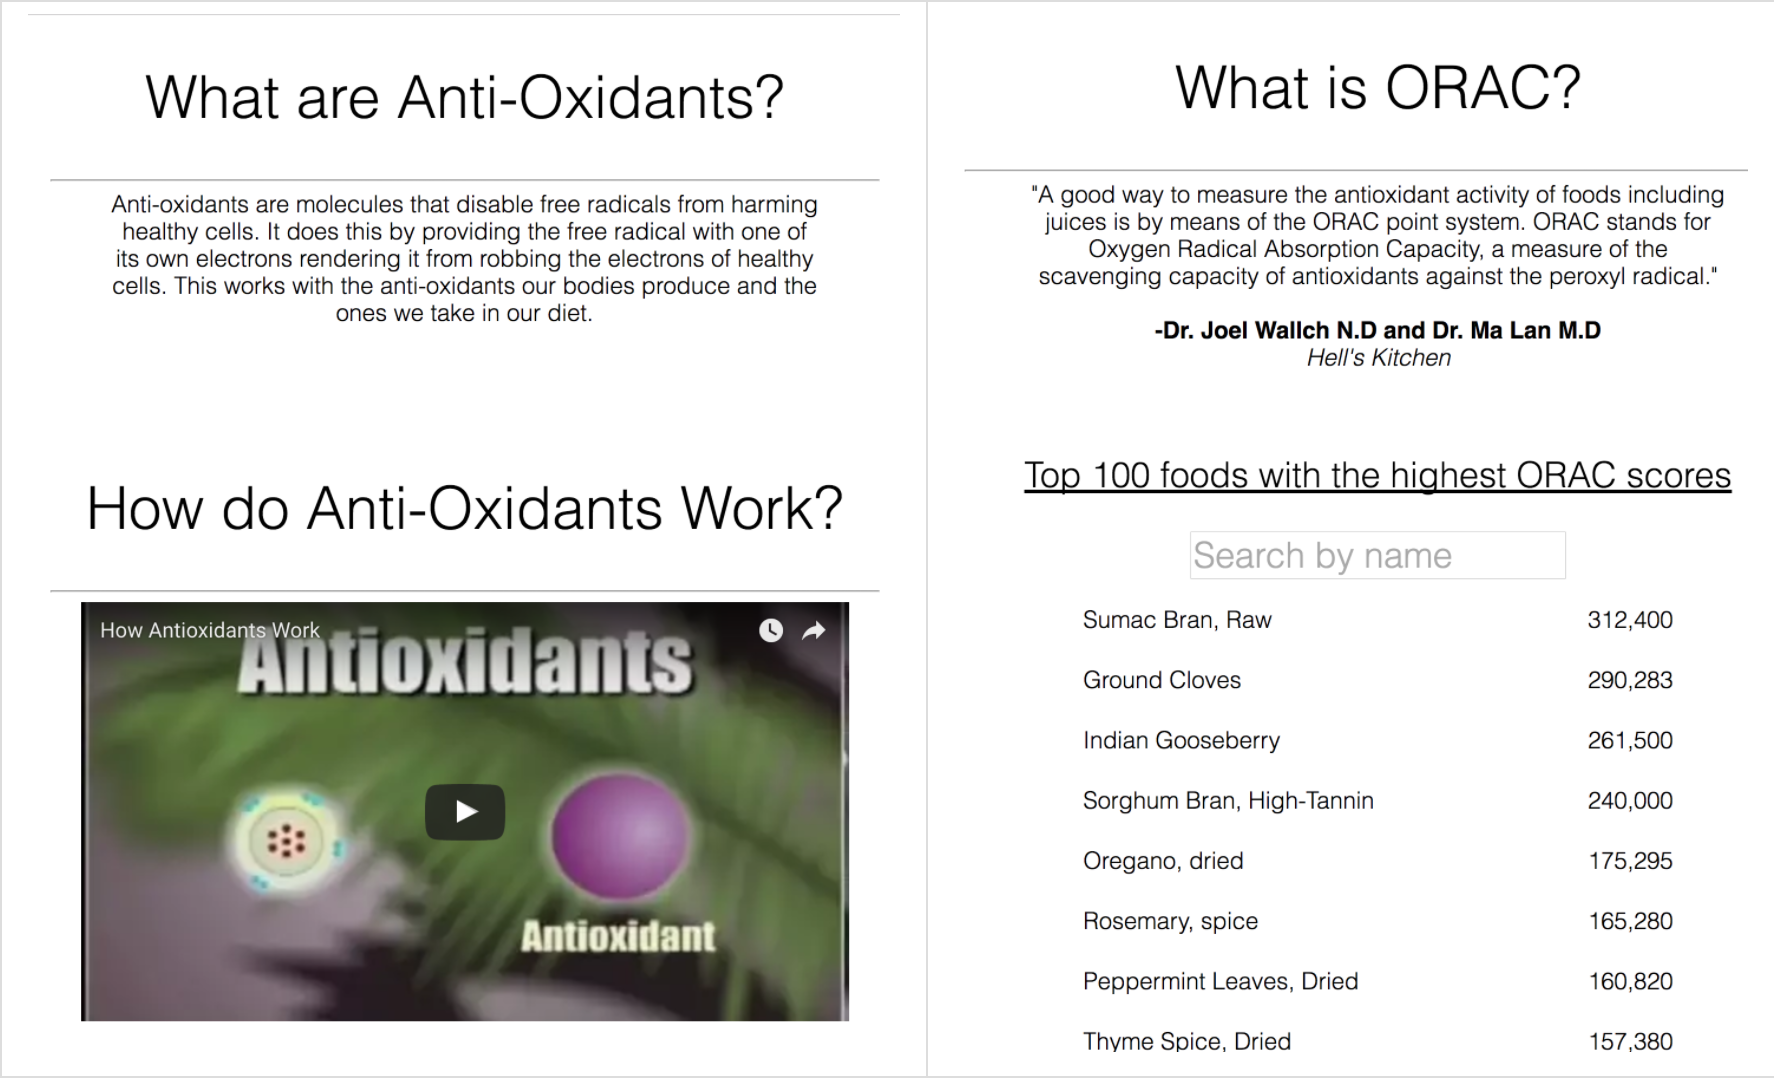 What are Anti-Oxidants?
Anti-oxidants are molecules that disable free radicals from harming
healthy cells. It does this by providing the free radical with one of
its own electrons rendering it from robbing the electrons of healthy
cells. This works with the anti-oxidants our bodies produce and the
ones we take in our diet.
How do Anti-Oxidants Work?
How Antioxidants Work
Antioxidants
Antioxidant
What is ORAC?
"A good way to measure the antioxidant activity of foods including
juices is by means of the ORAC point system. ORAC stands for
Oxygen Radical Absorption Capacity, a measure of the
scavenging capacity of antioxidants against the peroxyl radical."
-Dr. Joel Wallch N.D and Dr. Ma Lan M.D
Hell's Kitchen
Top 100 foods with the highest ORAC scores
Search by name
Sumac Bran, Raw 312,400
Ground Cloves 290,283
Indian Gooseberry 261,500
Sorghum Bran, High-Tannin 240,000
Oregano, dried 175,295
Rosemary, spice 165,280
Peppermint Leaves, Dried 160,820
Thyme Spice, Dried 157,380